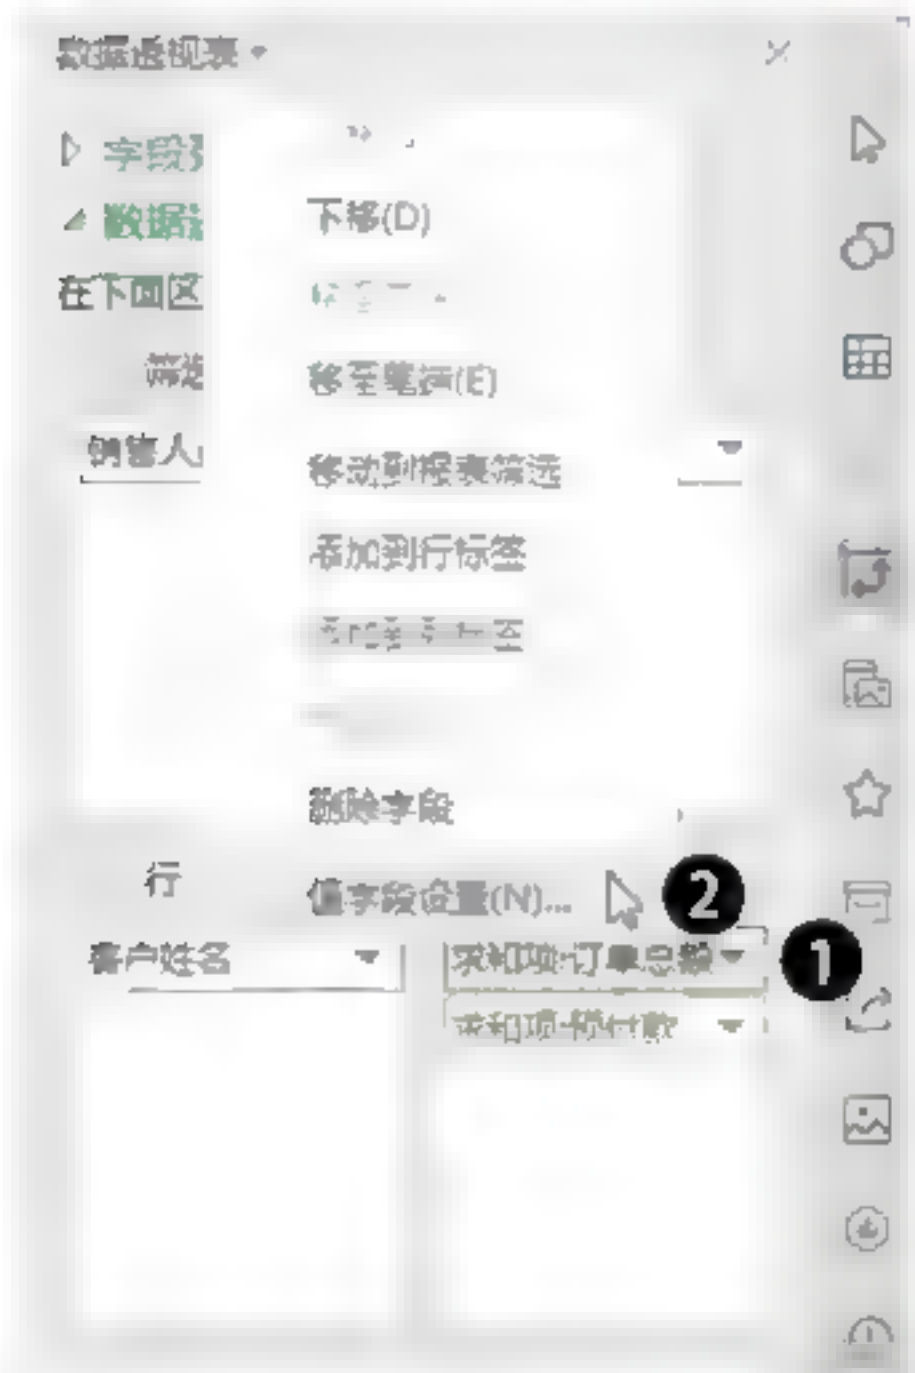 数据透视表
字段
数据透
在下面区
筛选
销售人
下移(D)
移至尾端(E)
移动到报表筛选
添加到行标签
删除字段
行
值字段设置(N)...
2
客户姓名
求和项:订单总额
1
求和项:预付款